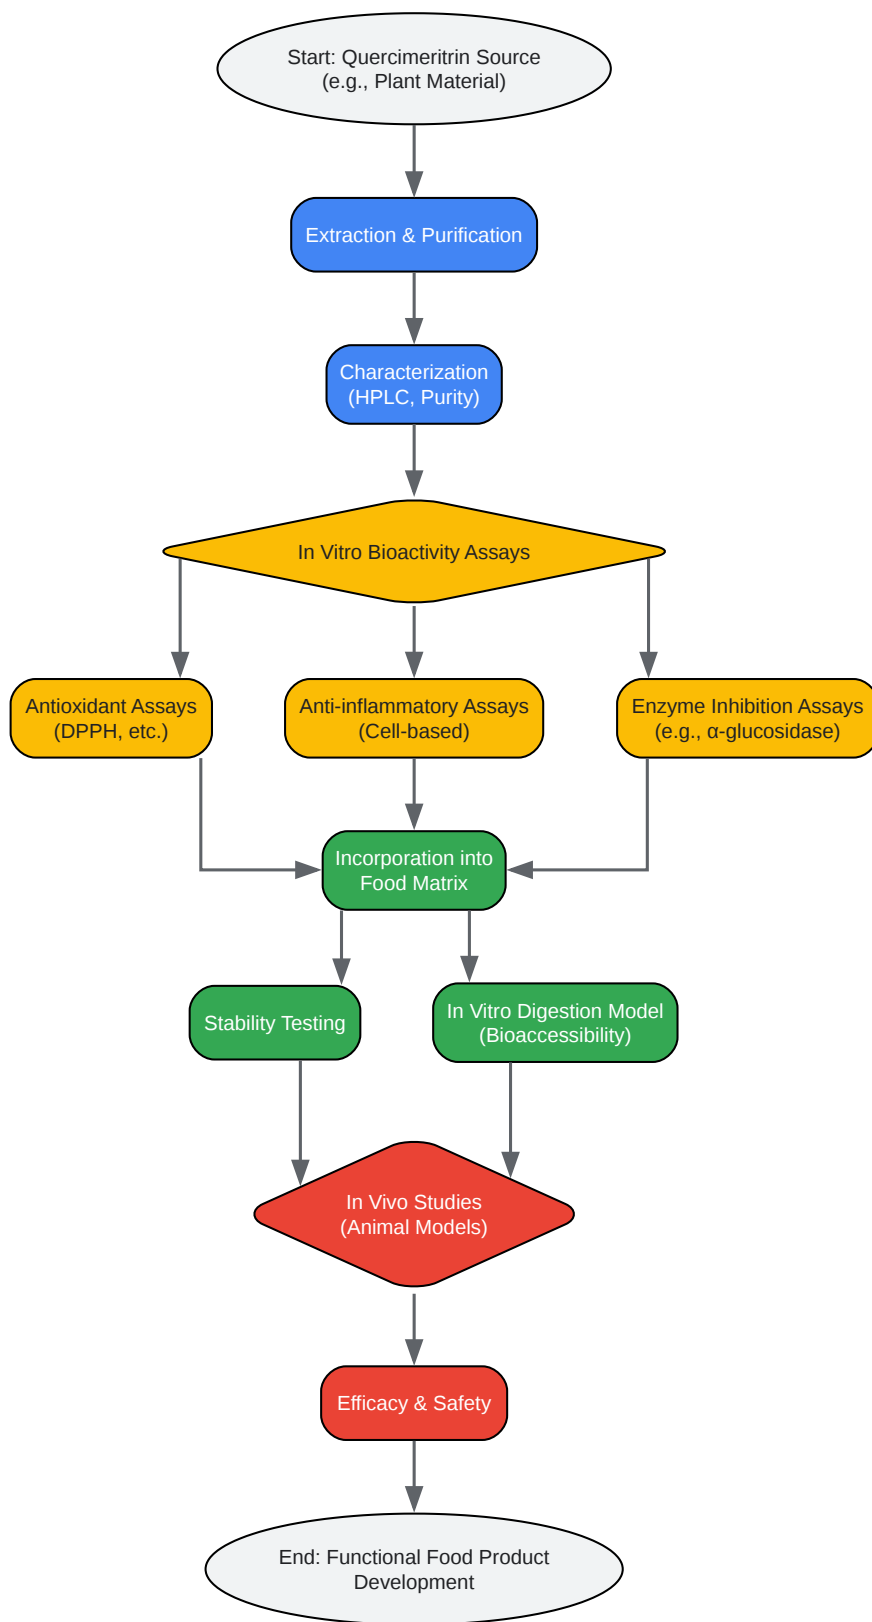 Start: Quercimeritrin Source
(e.g., Plant Material)
Extraction & Purification
Characterization
(HPLC, Purity)
In Vitro Bioactivity Assays
Antioxidant Assays
(DPPH, etc.)
Anti-inflammatory Assays
(Cell-based)
Enzyme Inhibition Assays
(e.g., α-glucosidase)
Incorporation into
Food Matrix
Stability Testing
In Vitro Digestion Model
(Bioaccessibility)
In Vivo Studies
(Animal Models)
Efficacy & Safety
End: Functional Food Product
Development